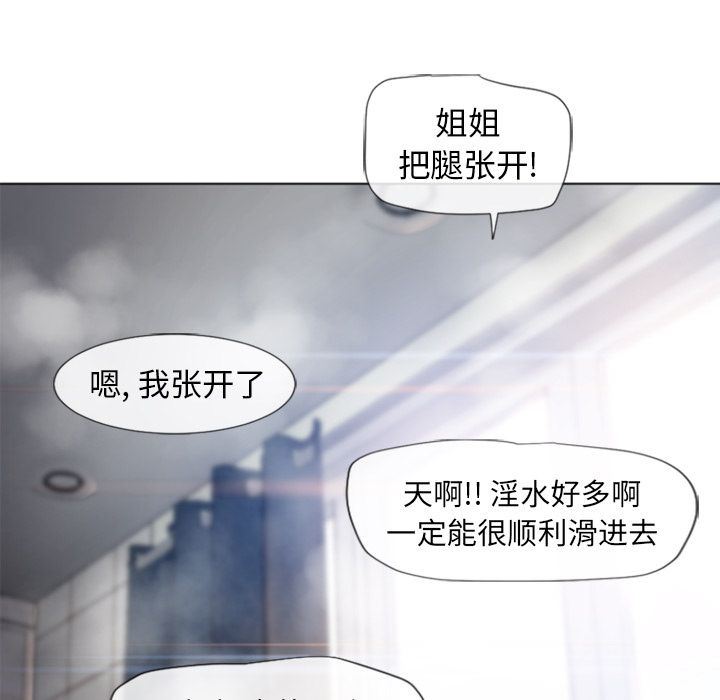 姐姐
把腿张开!
嗯, 我张开了
天啊!! 淫水好多啊
一定能很顺利滑进去